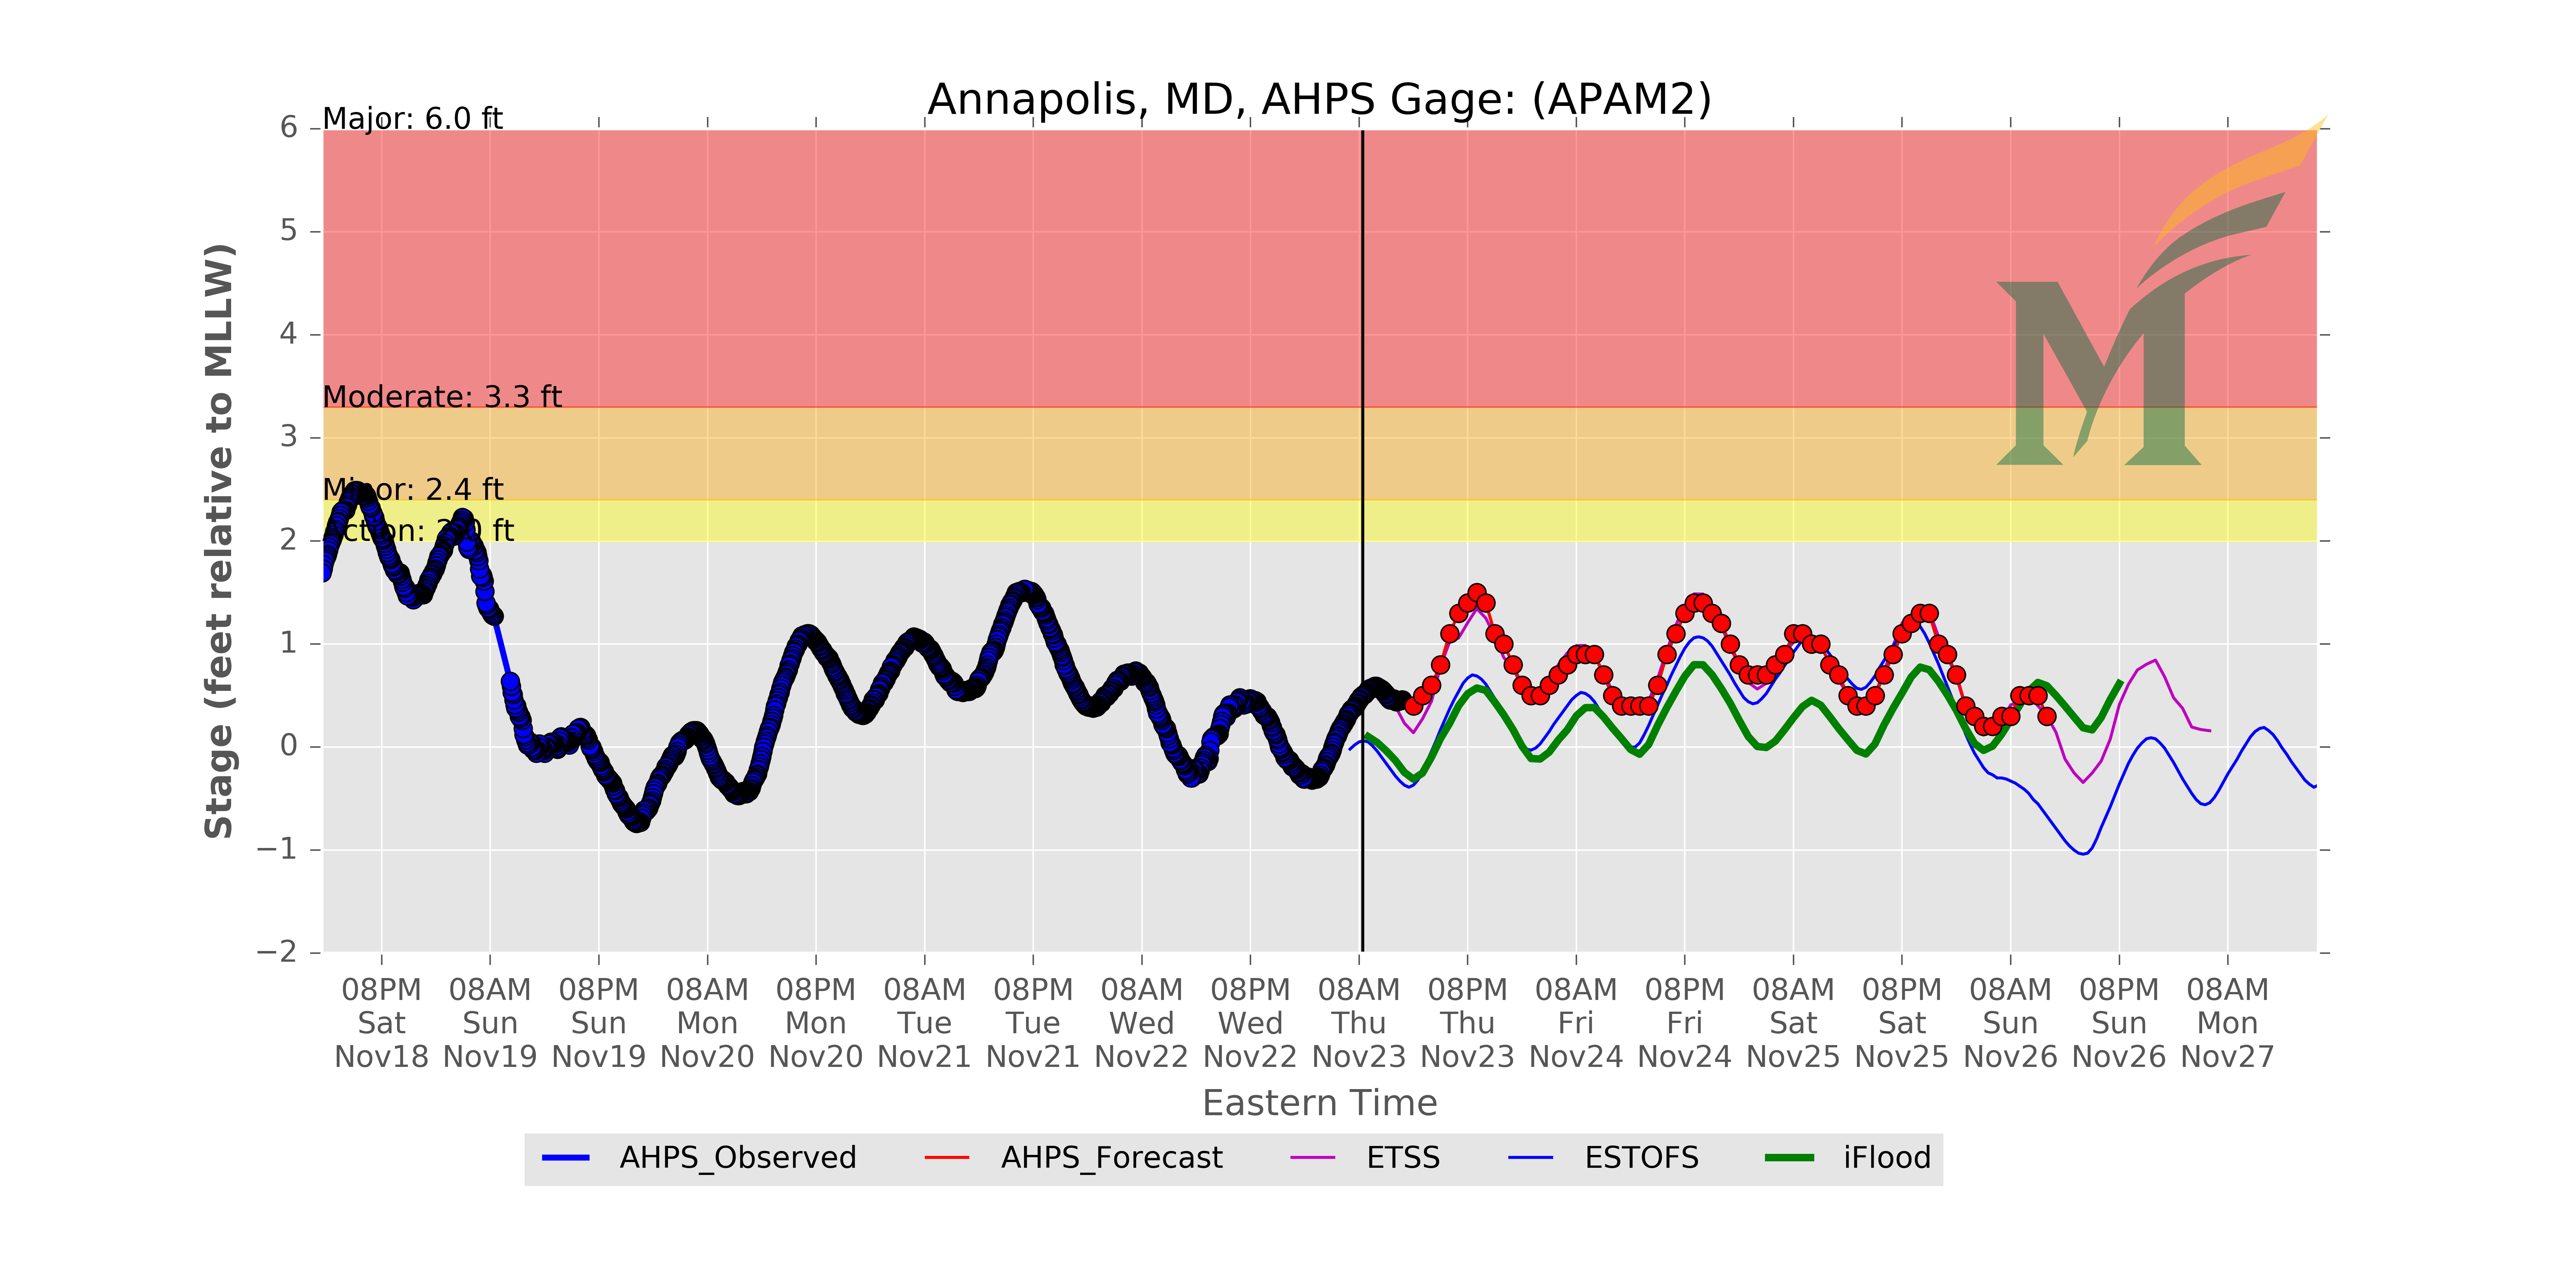 Annapolis, MD, AHPS Gage: (APAM2)
Major: 6.0 ft
Moderate: 3.3 ft
Minor: 2.4 ft
Action: 2.0 ft
Stage (feet relative to MLLW)
6
5
4
3
2
1
0
−1
−2
08PM Sat Nov18
08AM Sun Nov19
08PM Sun Nov19
08AM Mon Nov20
08PM Mon Nov20
08AM Tue Nov21
08PM Tue Nov21
08AM Wed Nov22
08PM Wed Nov22
08AM Thu Nov23
08PM Thu Nov23
08AM Fri Nov24
08PM Fri Nov24
08AM Sat Nov25
08PM Sat Nov25
08AM Sun Nov26
08PM Sun Nov26
08AM Mon Nov27
Eastern Time
AHPS_Observed AHPS_Forecast ETSS ESTOFS iFlood
M